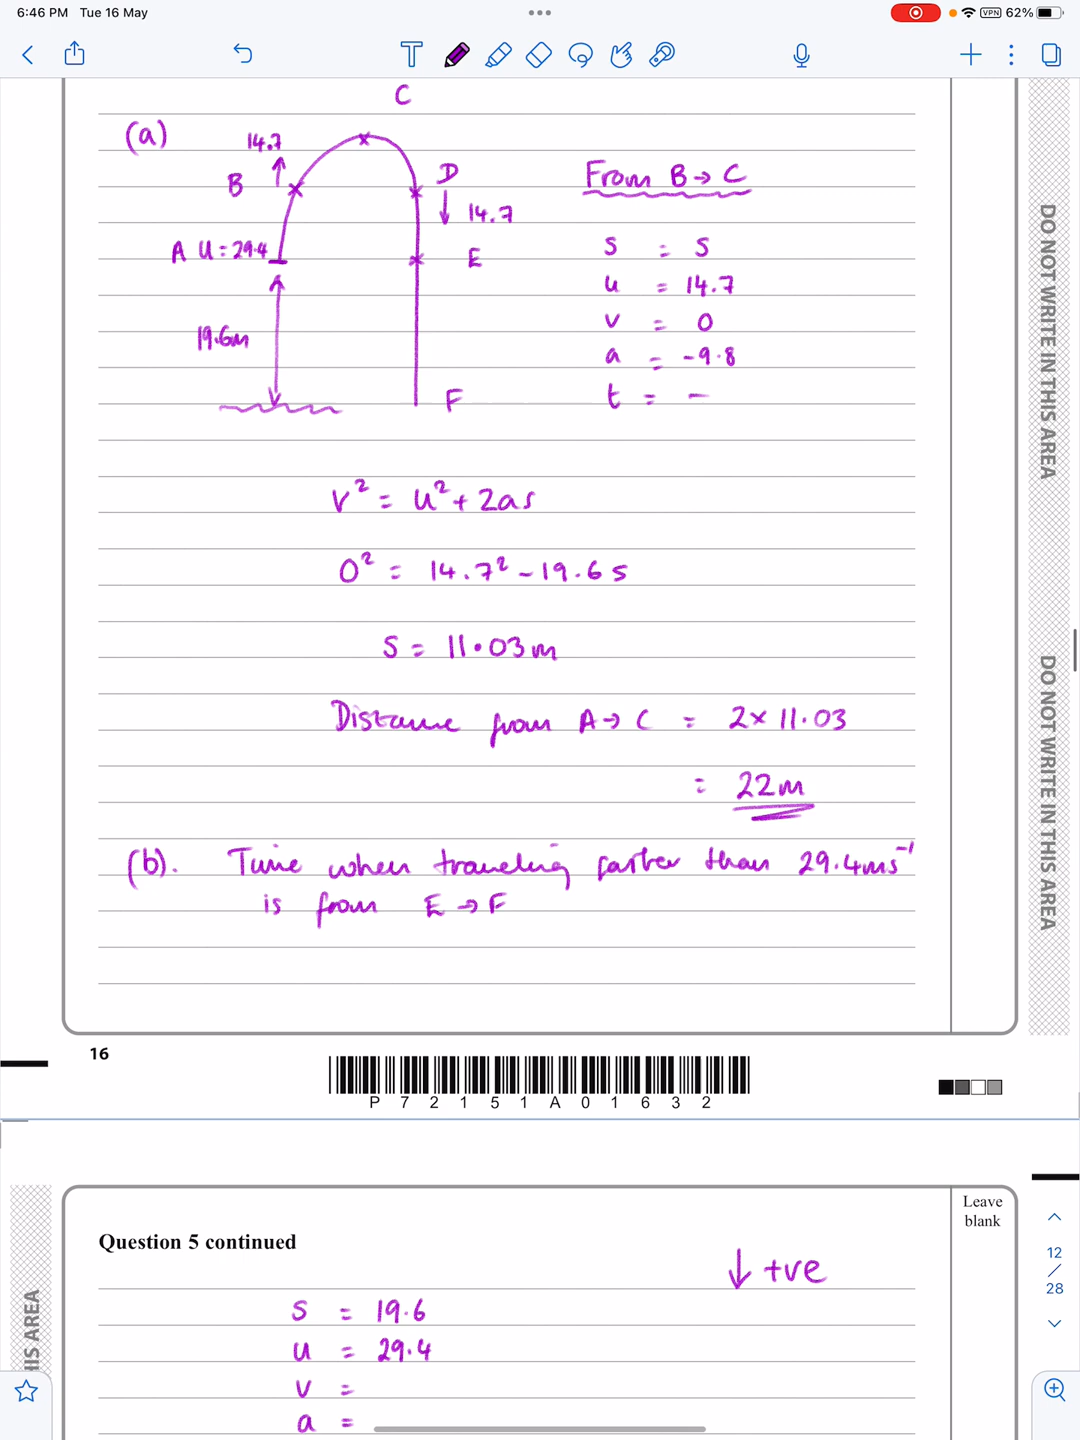 6:46 PM Tue 16 May
VPN 62%
T
C
(a)
14.7
B
D
14.7
A U = 29.4
E
19.6m
F
From B → C
s = s
u = 14.7
v = 0
a = -9.8
t = -
v² = u² + 2as
0² = 14.7² - 19.6s
s = 11.03m
Distance from A → C = 2 × 11.03
= 22m
(b). Time when traveling faster than 29.4ms⁻¹
is from E → F
DO NOT WRITE IN THIS AREA
DO NOT WRITE IN THIS AREA
16
P 7 2 1 5 1 A 0 1 6 3 2
Leave
blank
Question 5 continued
↓ +ve
s = 19.6
u = 29.4
v =
a =
HIS AREA
12
/
28